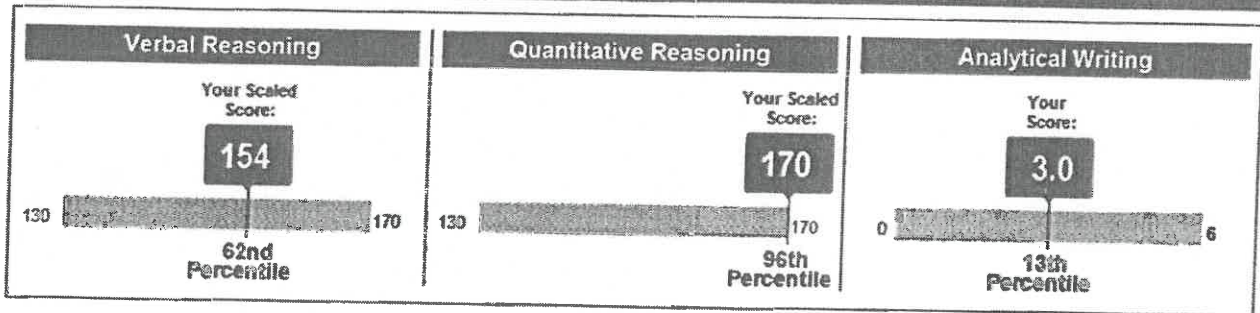 Verbal Reasoning
Your Scaled
Score:
154
130
170
62nd
Percentile
Quantitative Reasoning
Your Scaled
Score:
170
130
170
96th
Percentile
Analytical Writing
Your
Score:
3.0
0
6
13th
Percentile